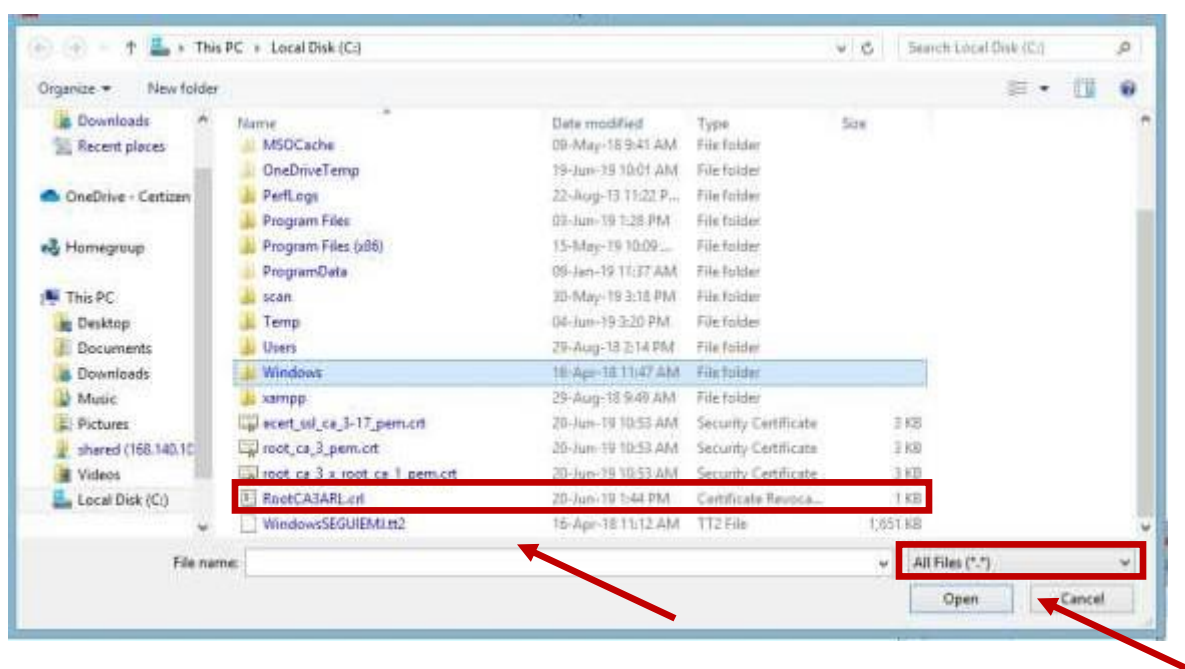 This PC Local Disk (C:) Search Local Disk (C:)
Organize New folder
Downloads
Recent places
OneDrive - Certizen
Homegroup
This PC
Desktop
Documents
Downloads
Music
Pictures
shared (168.140.10
Videos
Local Disk (C:)
Name Date modified Type Size
MSOCache 09-May-18 9:41 AM File folder
OneDriveTemp 19-Jun-19 10:01 AM File folder
PerfLogs 22-Aug-13 11:22 P... File folder
Program Files 03-Jun-19 1:28 PM File folder
Program Files (x86) 15-May-19 10:09 ... File folder
ProgramData 09-Jan-19 11:37 AM File folder
scan 30-May-19 3:18 PM File folder
Temp 04-Jun-19 3:20 PM File folder
Users 29-Aug-18 2:14 PM File folder
Windows 16-Apr-18 11:47 AM File folder
xampp 29-Aug-18 9:49 AM File folder
ecert_ssl_ca_3-17_pem.crt 20-Jun-19 10:53 AM Security Certificate 3 KB
root_ca_3_pem.crt 20-Jun-19 10:53 AM Security Certificate 3 KB
root_ca_3_x_root_ca_1_pem.crt 20-Jun-19 10:53 AM Security Certificate 3 KB
RootCA3ARL.crl 20-Jun-19 1:44 PM Certificate Revoca... 1 KB
WindowsSEGUIEMJ.tt2 16-Apr-18 11:12 AM TT2 File 1,651 KB
File name: All Files (*.*)
Open Cancel